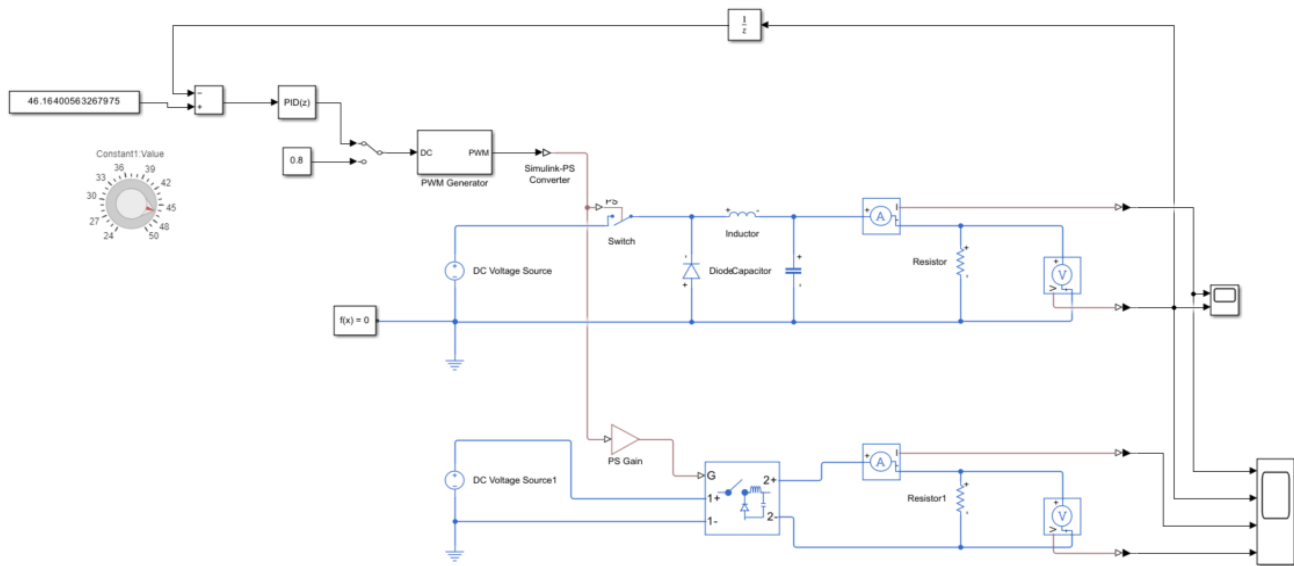 1
z
46.16400563267975
−
+
PID(z)
Constant1:Value
24
27
30
33
36
39
42
45
48
50
0.8
DC
PWM
PWM Generator
Simulink-PS
Converter
PS
Switch
+
-
Inductor
A
I
+
DC Voltage Source
Diode
Capacitor
Resistor
V
f(x) = 0
PS Gain
DC Voltage Source1
G
1+
1-
2+
2-
A
I
Resistor1
V